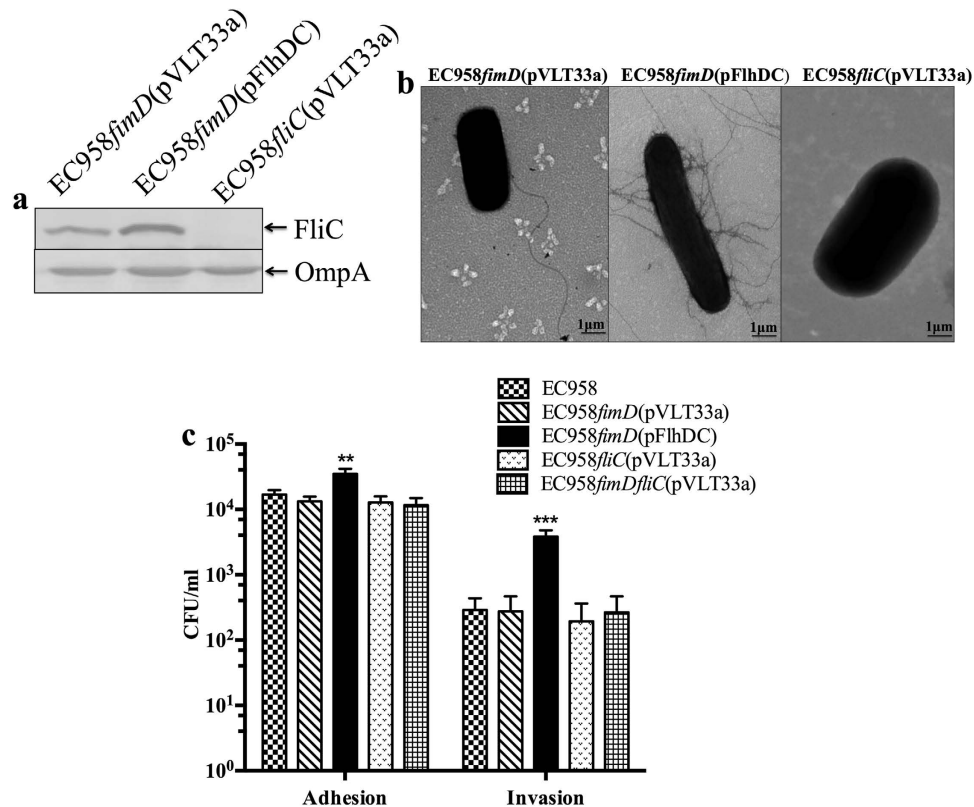 a
EC958fimD(pVLT33a)
EC958fimD(pFlhDC)
EC958fliC(pVLT33a)
FliC
OmpA
b
EC958fimD(pVLT33a)
EC958fimD(pFlhDC)
EC958fliC(pVLT33a)
1µm
1µm
1µm
c
EC958
EC958fimD(pVLT33a)
EC958fimD(pFlhDC)
EC958fliC(pVLT33a)
EC958fimDfliC(pVLT33a)
CFU/ml
10⁵
10⁴
10³
10²
10¹
10⁰
**
***
Adhesion
Invasion